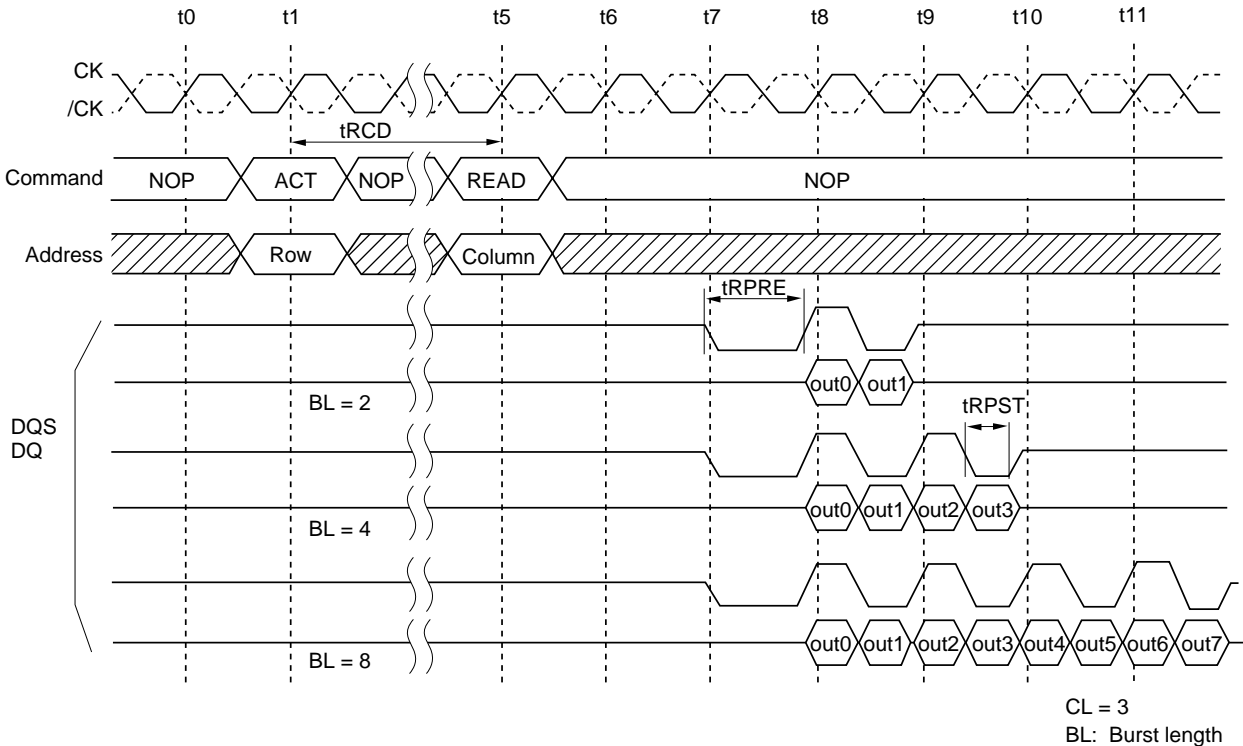 t0 t1 t5 t6 t7 t8 t9 t10 t11
CK
/CK
tRCD
Command NOP ACT NOP READ NOP
Address Row Column
tRPRE
out0 out1
BL = 2
tRPST
DQS
DQ
out0 out1 out2 out3
BL = 4
out0 out1 out2 out3 out4 out5 out6 out7
BL = 8
CL = 3
BL: Burst length